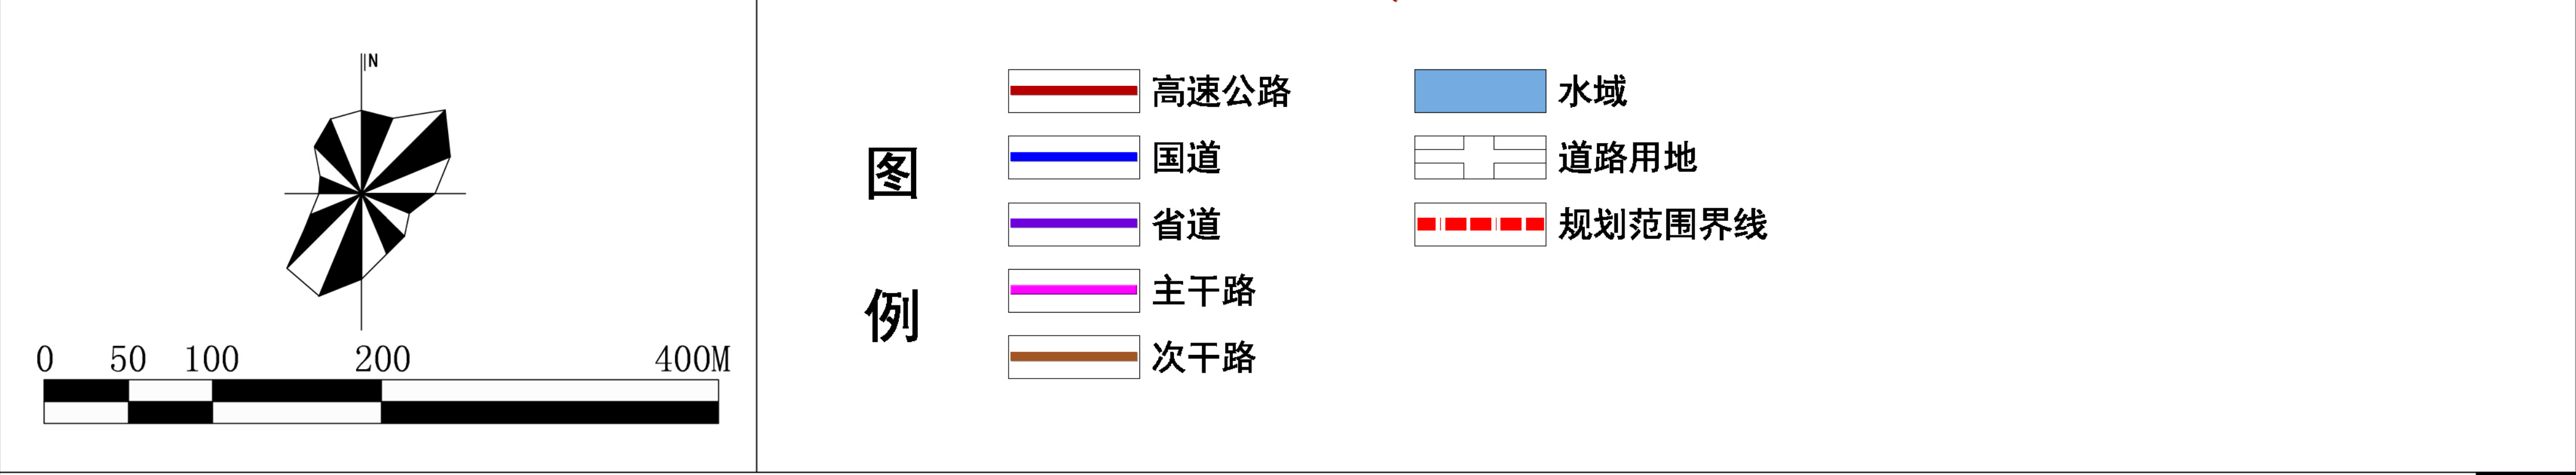 N
0 50 100 200 400M
图例
高速公路
国道
省道
主干路
次干路
水域
道路用地
规划范围界线